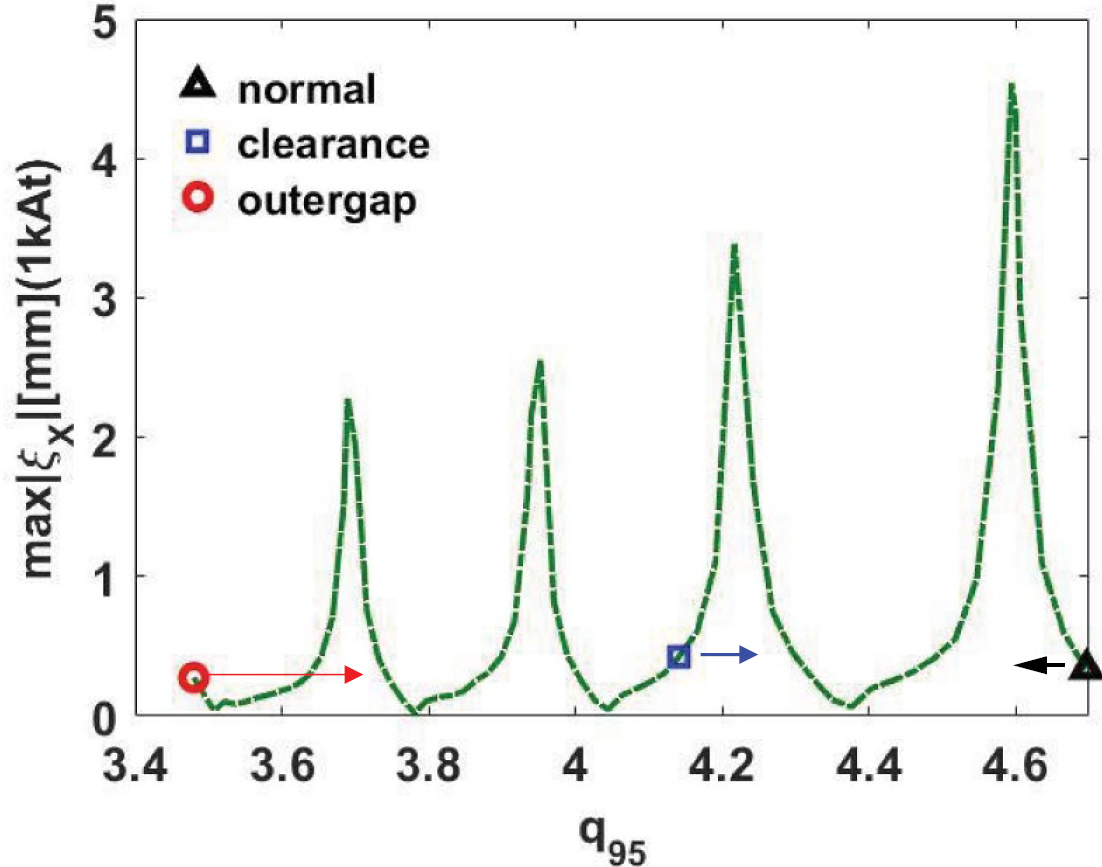 5
4
3
2
1
0
max|ξX|[mm](1kAt)
normal
clearance
outergap
3.4 3.6 3.8 4 4.2 4.4 4.6
q95